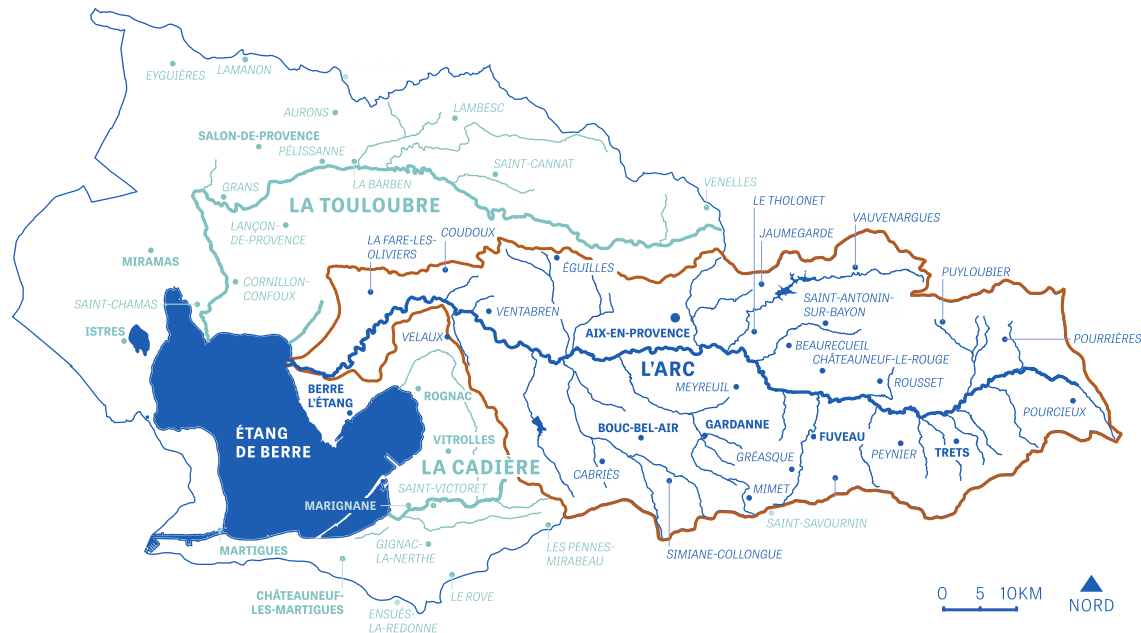 LAMANON
EYGUIÈRES
AURONS
LAMBESC
SALON-DE-PROVENCE
PÉLISSANNE
SAINT-CANNAT
LA BARBEN
VENELLES
GRANS
LA TOULOUBRE
LE THOLONET
VAUVENARGUES
LANÇON-
DE-PROVENCE
COUDOUX
JAUMEGARDE
LA FARE-LES-
OLIVIERS
MIRAMAS
ÉGUILLES
PUYLOUBIER
CORNILLON-
CONFOUX
SAINT-CHAMAS
SAINT-ANTONIN-
SUR-BAYON
VENTABREN
ISTRES
AIX-EN-PROVENCE
VELAUX
POURRIÈRES
BEAURECUEIL
CHÂTEAUNEUF-LE-ROUGE
L'ARC
MEYREUIL
ROUSSET
BERRE
L'ÉTANG
ROGNAC
POURCIEUX
ÉTANG
DE BERRE
BOUC-BEL-AIR
GARDANNE
FUVEAU
VITROLLES
PEYNIER
TRETS
GRÉASQUE
LA CADIÈRE
CABRIÈS
SAINT-VICTORET
MIMET
MARIGNANE
SAINT-SAVOURNIN
MARTIGUES
GIGNAC-
LA-NERTHE
LES PENNES-
MIRABEAU
SIMIANE-COLLONGUE
CHÂTEAUNEUF-
LES-MARTIGUES
LE ROVE
ENSUÈS-
LA-REDONNE
0 5 10KM
NORD